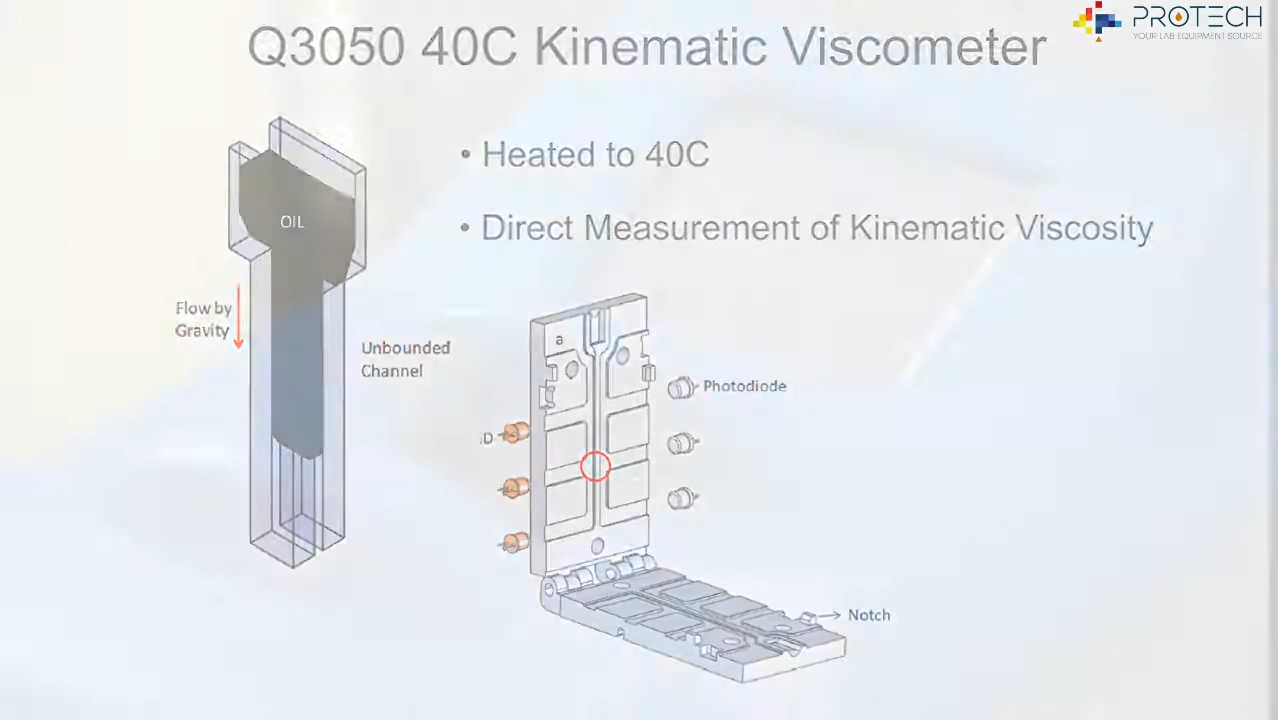 PROTECH
YOUR LAB EQUIPMENT SOURCE
Q3050 40C Kinematic Viscometer
• Heated to 40C
• Direct Measurement of Kinematic Viscosity
OIL
Flow by
Gravity
Unbounded
Channel
a
Photodiode
D
Notch